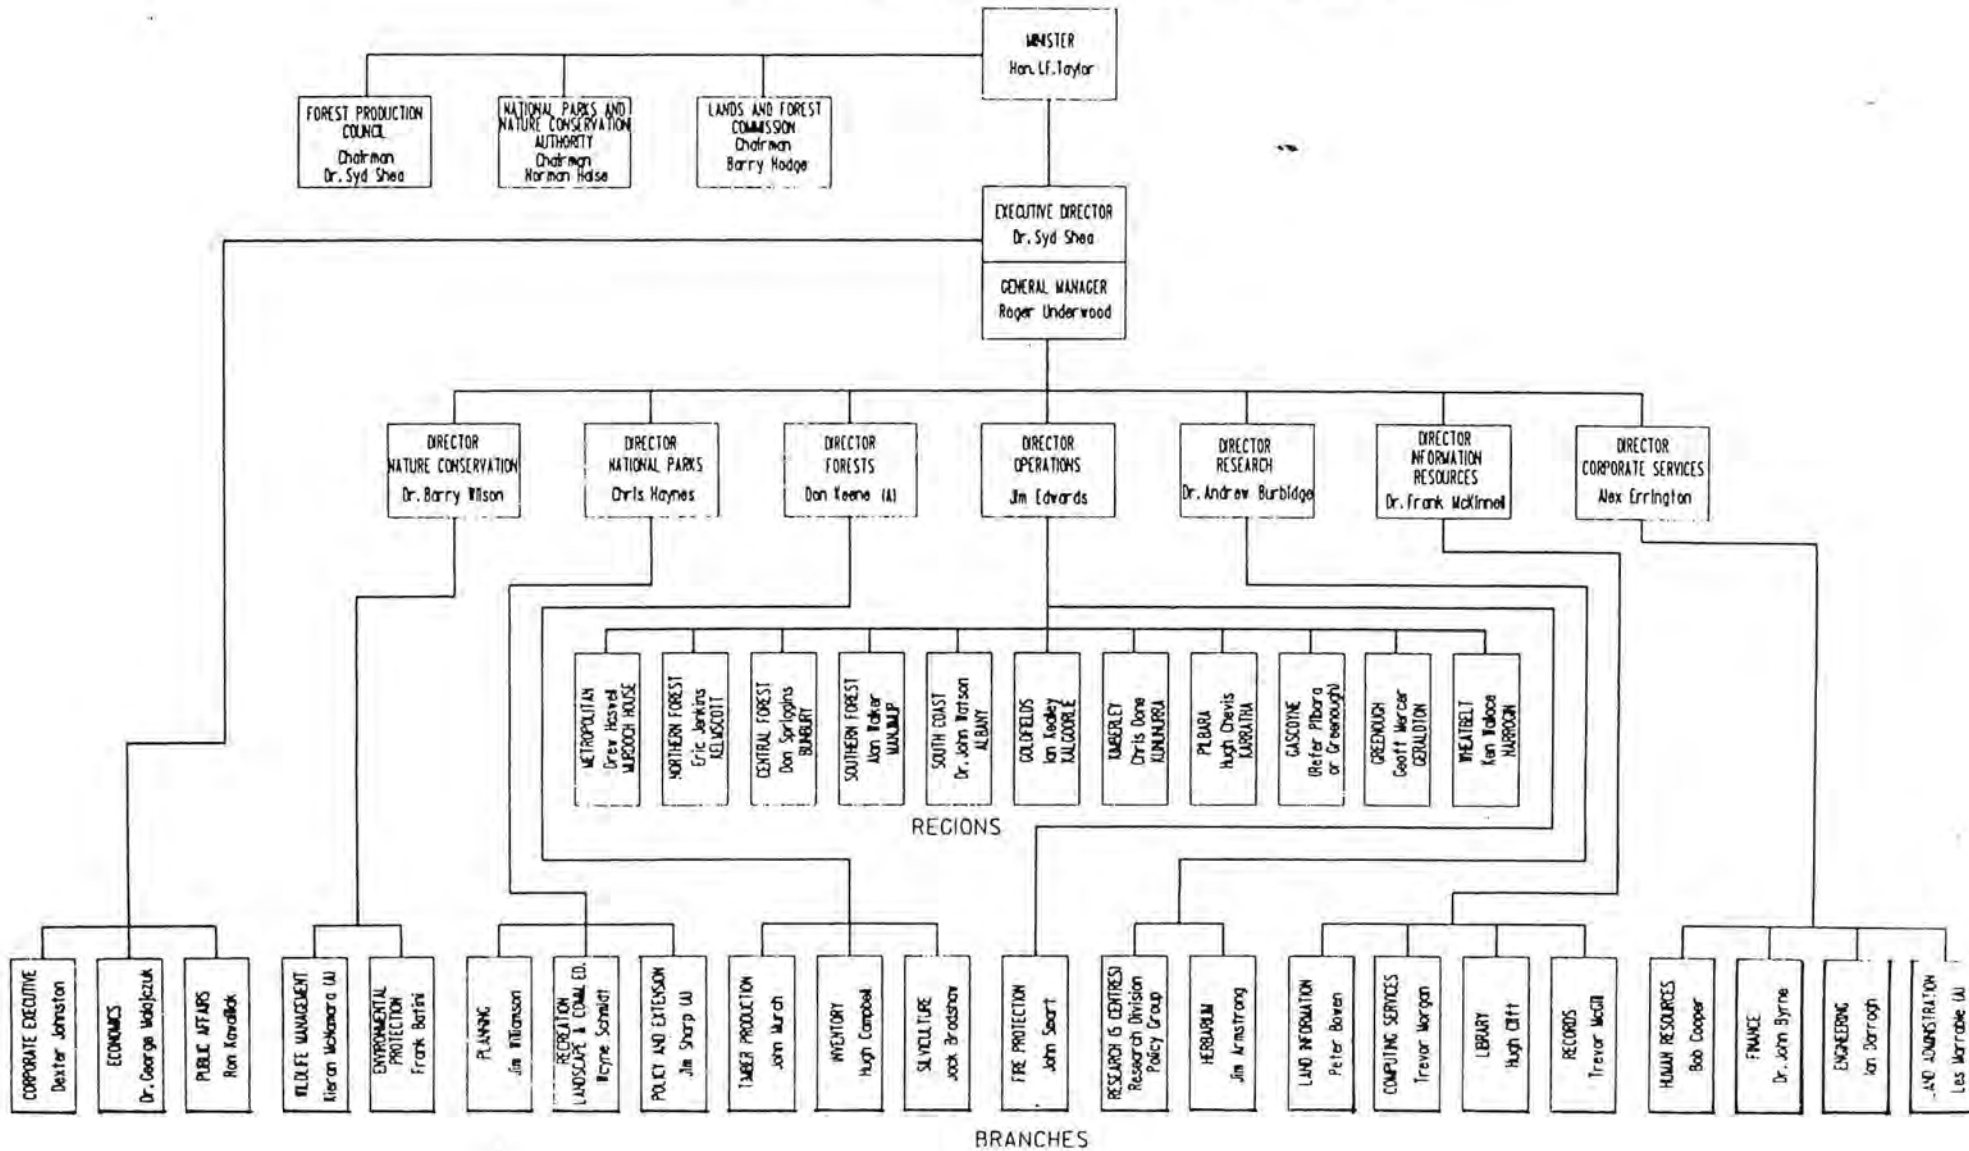 MINISTER
Hon. I.F. Taylor
FOREST PRODUCTION
COUNCIL
Chairman
Dr. Syd Shea
NATIONAL PARKS AND
NATURE CONSERVATION
AUTHORITY
Chairman
Norman Halse
LANDS AND FOREST
COMMISSION
Chairman
Barry Hodge
EXECUTIVE DIRECTOR
Dr. Syd Shea
GENERAL MANAGER
Roger Underwood
DIRECTOR
NATURE CONSERVATION
Dr. Barry Wilson
DIRECTOR
NATIONAL PARKS
Chris Haynes
DIRECTOR
FORESTS
Don Keene (A)
DIRECTOR
OPERATIONS
Jim Edwards
DIRECTOR
RESEARCH
Dr. Andrew Burbidge
DIRECTOR
INFORMATION
RESOURCES
Dr. Frank McKinnell
DIRECTOR
CORPORATE SERVICES
Alex Errington
METROPOLITAN
Drew Haswell
MURDOCH HOUSE
NORTHERN FOREST
Eric Jenkins
KELMSCOTT
CENTRAL FOREST
Don Spriggins
BUNBURY
SOUTHERN FOREST
Alan Walker
MANJIMUP
SOUTH COAST
Dr. John Watson
ALBANY
GOLDFIELDS
Ian Kealley
KALGOORLIE
KIMBERLEY
Chris Done
KUNUNURRA
PILBARA
Hugh Chevis
KARRATHA
GASCOYNE
(Refer Pilbara
or Greenough)
GREENOUGH
Geoff Mercer
GERALDTON
WHEATBELT
Ken Wallace
NARROGIN
REGIONS
CORPORATE EXECUTIVE
Dexter Johnston
ECONOMICS
Dr. George Malajczuk
PUBLIC AFFAIRS
Ron Kawalilak
WILDLIFE MANAGEMENT
Kieran McNamara (A)
ENVIRONMENTAL
PROTECTION
Frank Batini
PLANNING
Jim Williamson
RECREATION
LANDSCAPE & COMM. ED.
Wayne Schmidt
POLICY AND EXTENSION
Jim Sharp (A)
TIMBER PRODUCTION
John Murch
INVENTORY
Hugh Campbell
SILVICULTURE
Jack Bradshaw
FIRE PROTECTION
John Smart
RESEARCH (6 CENTRES)
Research Division
Policy Group
HERBARIUM
Jim Armstrong
LAND INFORMATION
Peter Bowen
COMPUTING SERVICES
Trevor Morgan
LIBRARY
Hugh Cliff
RECORDS
Trevor McGill
HUMAN RESOURCES
Bob Cooper
FINANCE
Dr. John Byrne
ENGINEERING
Ian Darragh
LAND ADMINISTRATION
Les Marrable (A)
BRANCHES